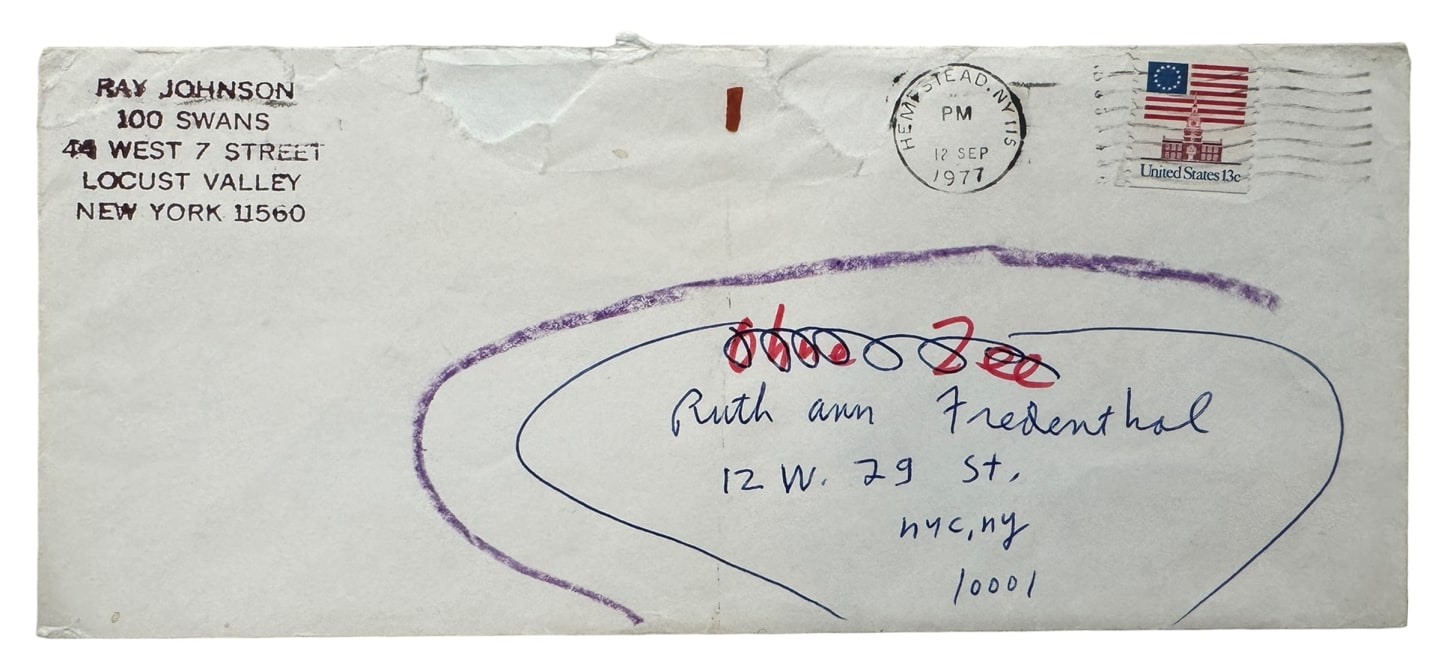 RAY JOHNSON
100 SWANS
44 WEST 7 STREET
LOCUST VALLEY
NEW YORK 11560
HEMPSTEAD, NY 115
PM
12 SEP
1977
United States 13c
Ruth ann Fredenthal
12 W. 29 St.
nyc, ny
10001